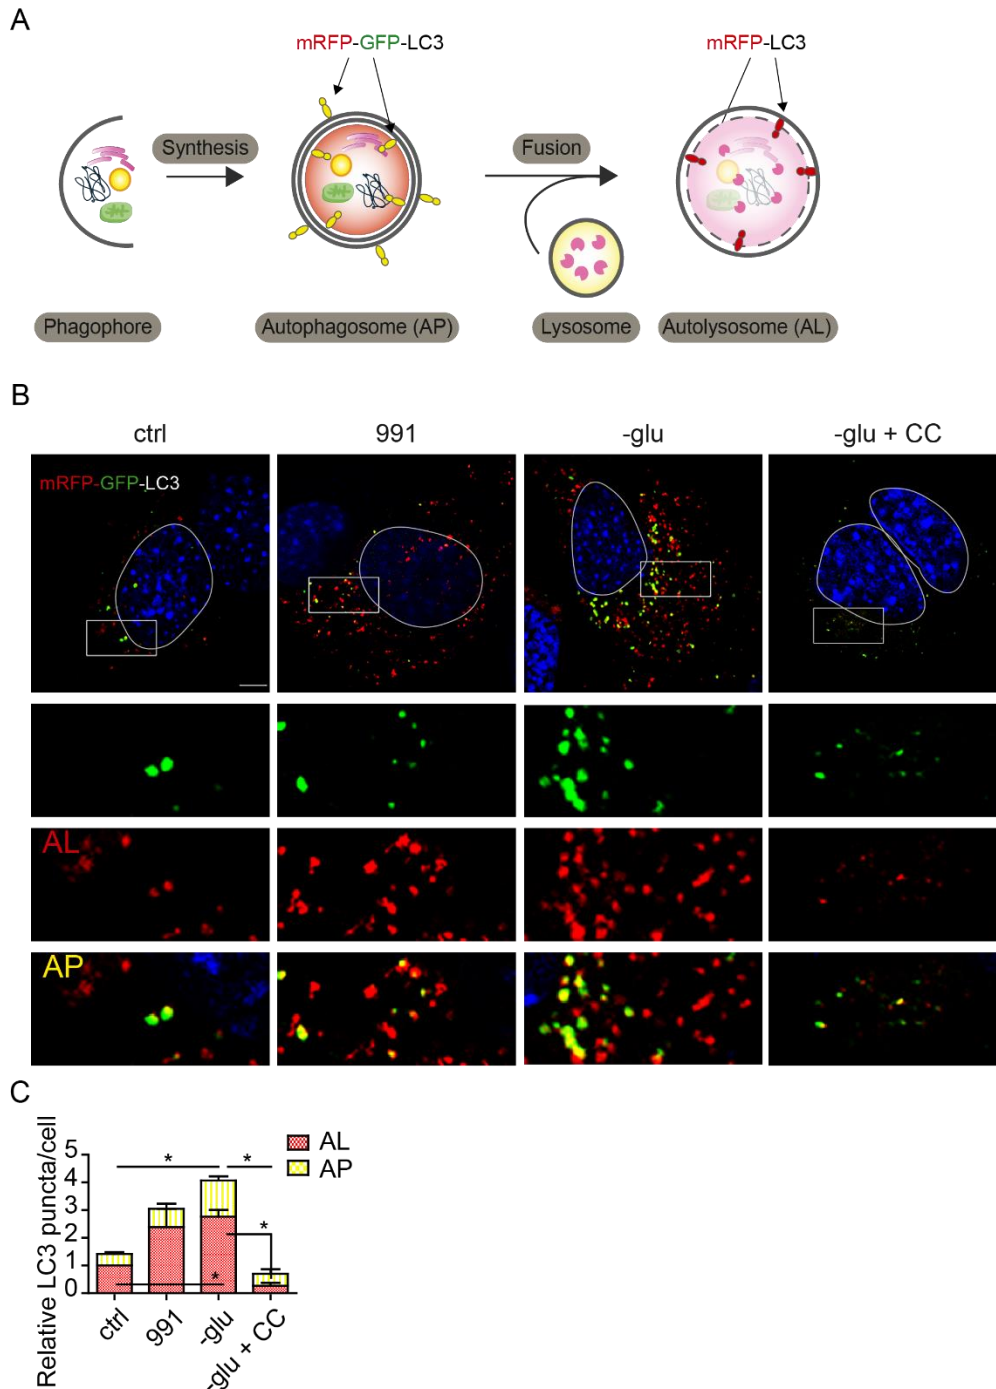 A
mRFP-GFP-LC3
mRFP-LC3
Synthesis
Fusion
Phagophore
Autophagosome (AP)
Lysosome
Autolysosome (AL)
B
ctrl
991
-glu
-glu + CC
mRFP-GFP-LC3
AL
AP
C
Relative LC3 puncta/cell
5
4
3
2
1
0
*
*
*
*
AL
AP
ctrl
991
-glu
-glu + CC